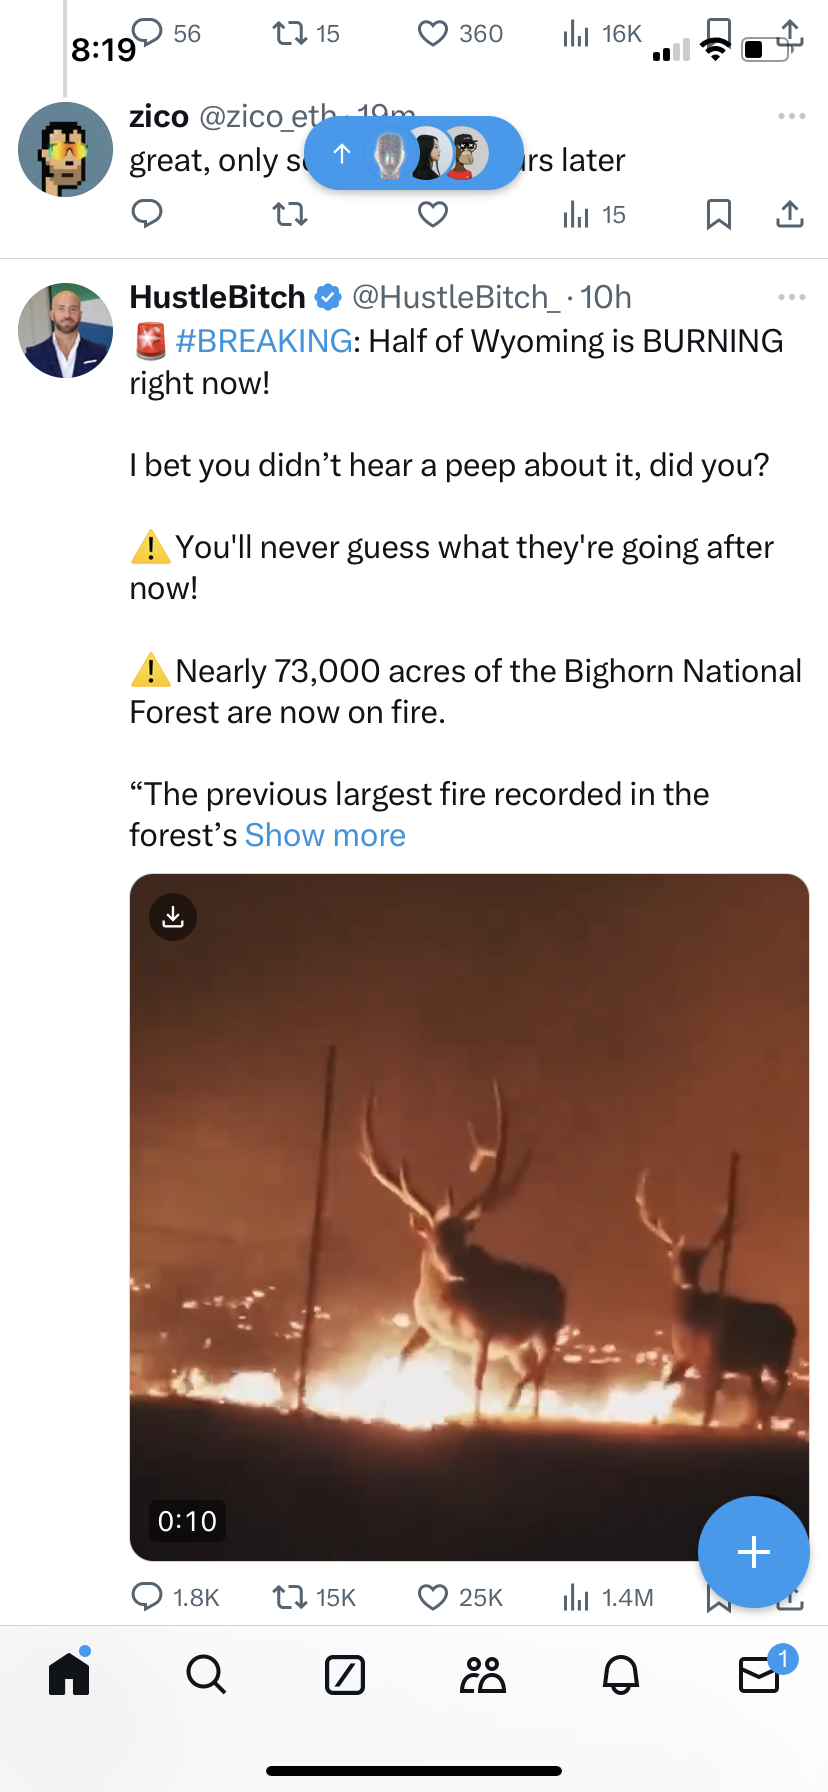 56 15 360 16K
8:19
zico @zico_eth · 19m
great, only s rs later
15
HustleBitch @HustleBitch_ · 10h
🚨 #BREAKING: Half of Wyoming is BURNING
right now!
I bet you didn’t hear a peep about it, did you?
⚠️ You'll never guess what they're going after
now!
⚠️ Nearly 73,000 acres of the Bighorn National
Forest are now on fire.
“The previous largest fire recorded in the
forest’s Show more
0:10
1.8K 15K 25K 1.4M
1